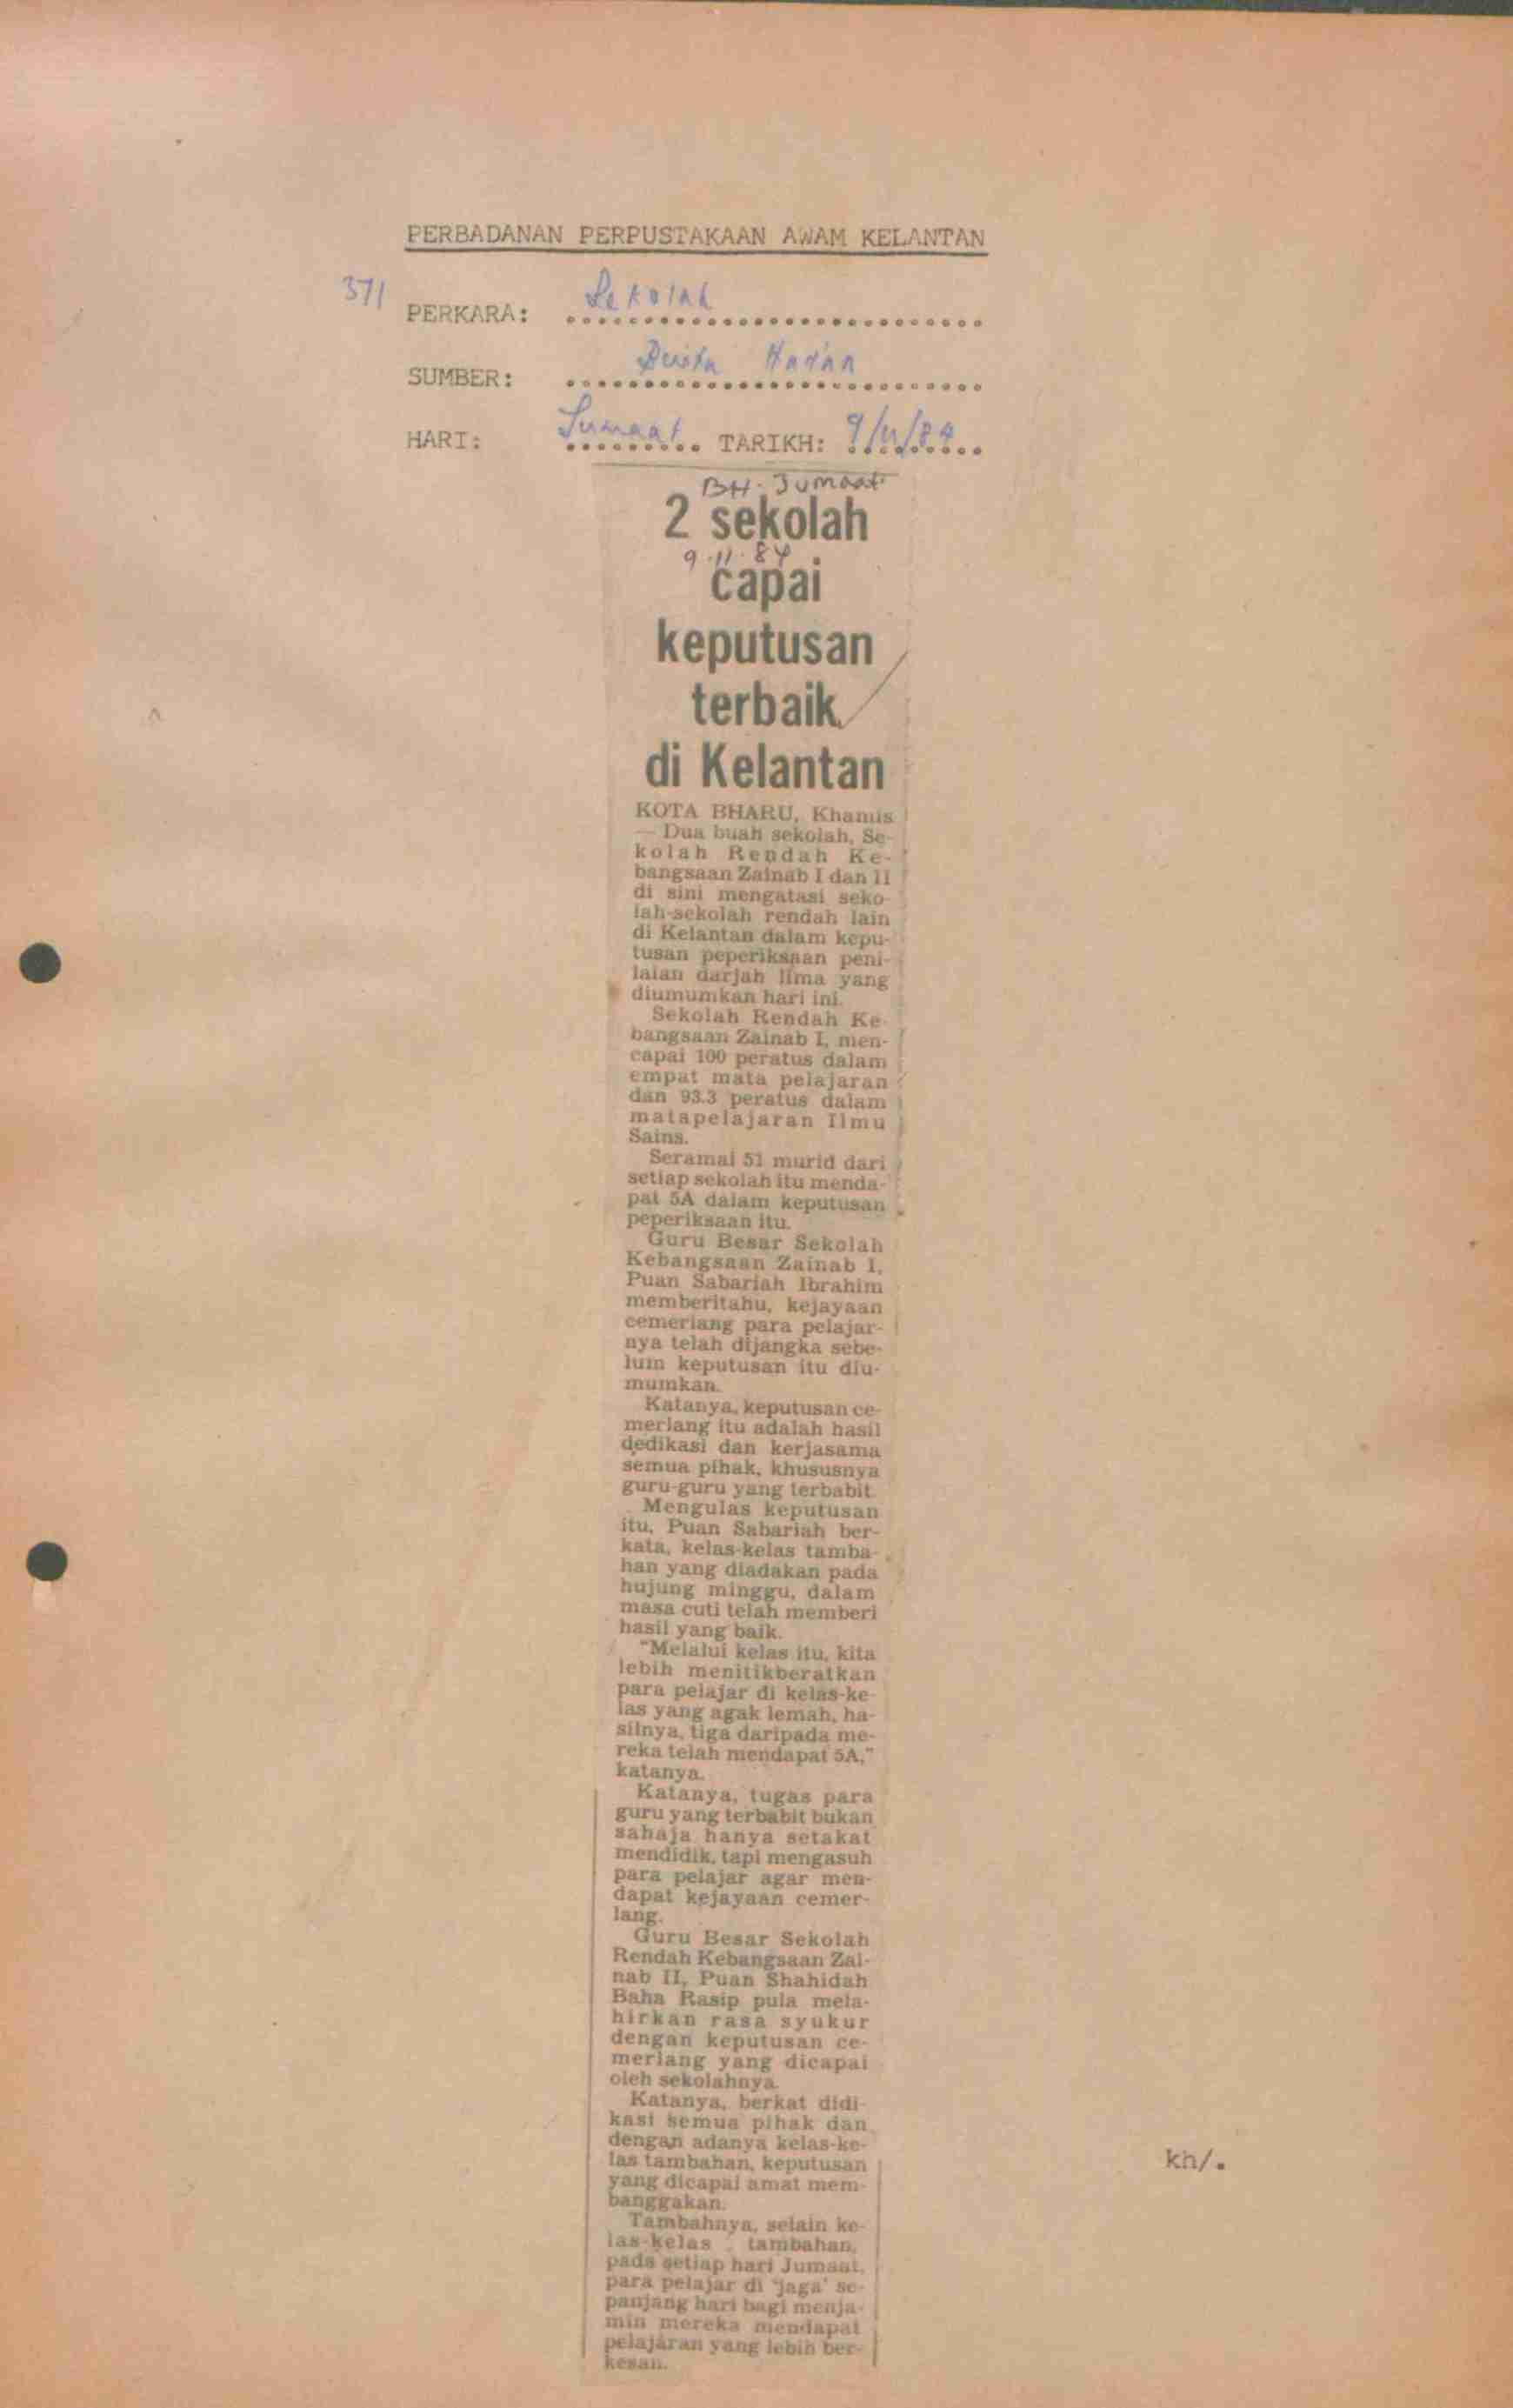 PERBADANAN PERPUSTAKAAN AWAM KELANTAN
371
PERKARA: Sekolah
SUMBER: Berita Harian
HARI: Jumaat TARIKH: 9/11/84
BH. Jumaat
2 sekolah
9.11.84
capai
keputusan
terbaik
di Kelantan
KOTA BHARU, Khamis
— Dua buah sekolah, Se-
kolah Rendah Ke-
bangsaan Zainab I dan II
di sini mengatasi seko-
lah-sekolah rendah lain
di Kelantan dalam kepu-
tusan peperiksaan peni-
laian darjah lima yang
diumumkan hari ini.
Sekolah Rendah Ke-
bangsaan Zainab I, men-
capai 100 peratus dalam
empat mata pelajaran
dan 93.3 peratus dalam
matapelajaran Ilmu
Sains.
Seramai 51 murid dari
setiap sekolah itu menda-
pat 5A dalam keputusan
peperiksaan itu.
Guru Besar Sekolah
Kebangsaan Zainab I,
Puan Sabariah Ibrahim
memberitahu, kejayaan
cemerlang para pelajar-
nya telah dijangka sebe-
lum keputusan itu diu-
mumkan.
Katanya, keputusan ce-
merlang itu adalah hasil
dedikasi dan kerjasama
semua pihak, khususnya
guru-guru yang terbabit.
Mengulas keputusan
itu, Puan Sabariah ber-
kata, kelas-kelas tamba-
han yang diadakan pada
hujung minggu, dalam
masa cuti telah memberi
hasil yang baik.
"Melalui kelas itu, kita
lebih menitikberatkan
para pelajar di kelas-ke-
las yang agak lemah, ha-
silnya, tiga daripada me-
reka telah mendapat 5A,"
katanya.
Katanya, tugas para
guru yang terbabit bukan
sahaja hanya setakat
mendidik, tapi mengasuh
para pelajar agar men-
dapat kejayaan cemer-
lang.
Guru Besar Sekolah
Rendah Kebangsaan Zai-
nab II, Puan Shahidah
Baha Rasip pula mela-
hirkan rasa syukur
dengan keputusan ce-
merlang yang dicapai
oleh sekolahnya.
Katanya, berkat didi-
kasi semua pihak dan
dengan adanya kelas-ke-
las tambahan, keputusan
yang dicapai amat mem-
banggakan.
Tambahnya, selain ke-
las-kelas tambahan,
pada setiap hari Jumaat,
para pelajar di 'jaga' se-
panjang hari bagi menja-
min mereka mendapat
pelajaran yang lebih ber-
kesan.
kh/.